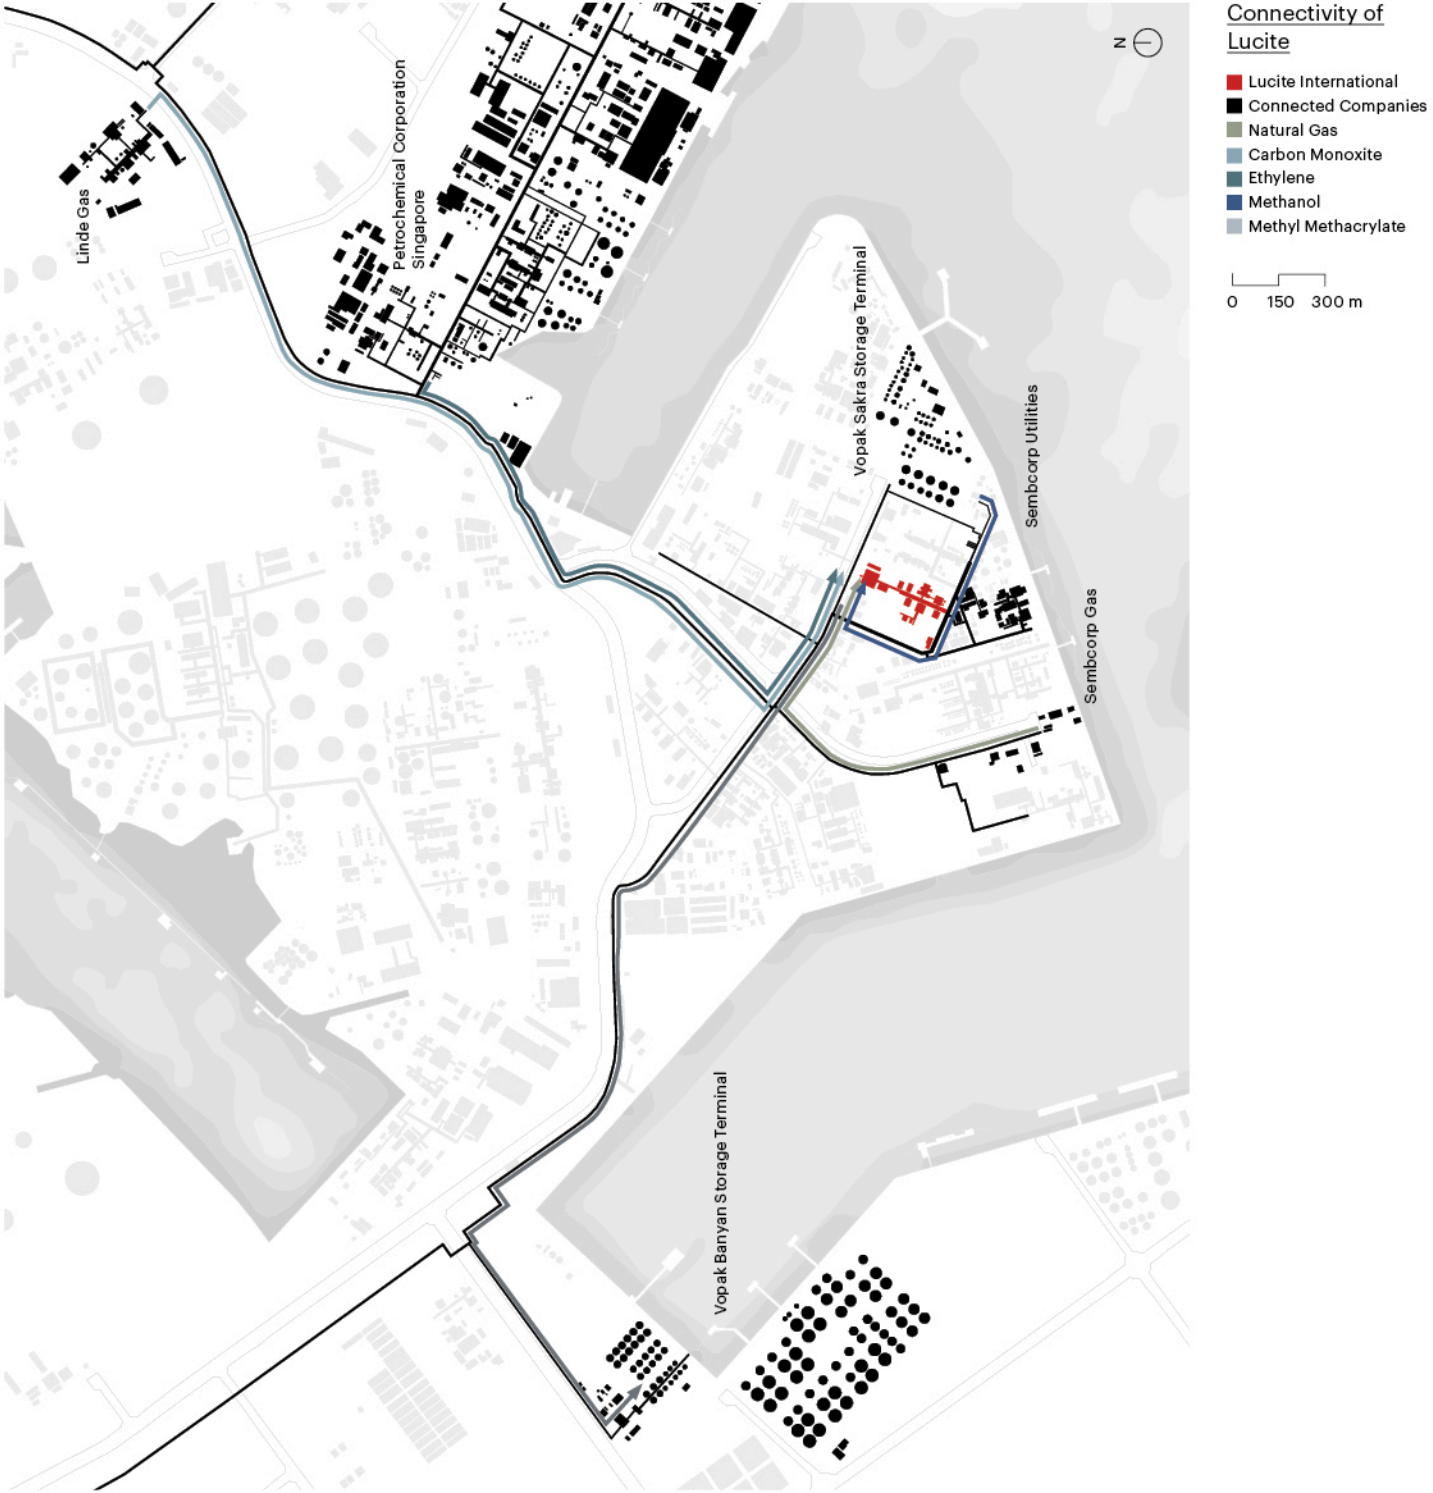 Connectivity of
Lucite
N
Lucite International
Connected Companies
Natural Gas
Carbon Monoxite
Ethylene
Methanol
Methyl Methacrylate
0 150 300 m
Linde Gas
Petrochemical Corporation
Singapore
Vopak Sakra Storage Terminal
Sembcorp Utilities
Sembcorp Gas
Vopak Banyan Storage Terminal